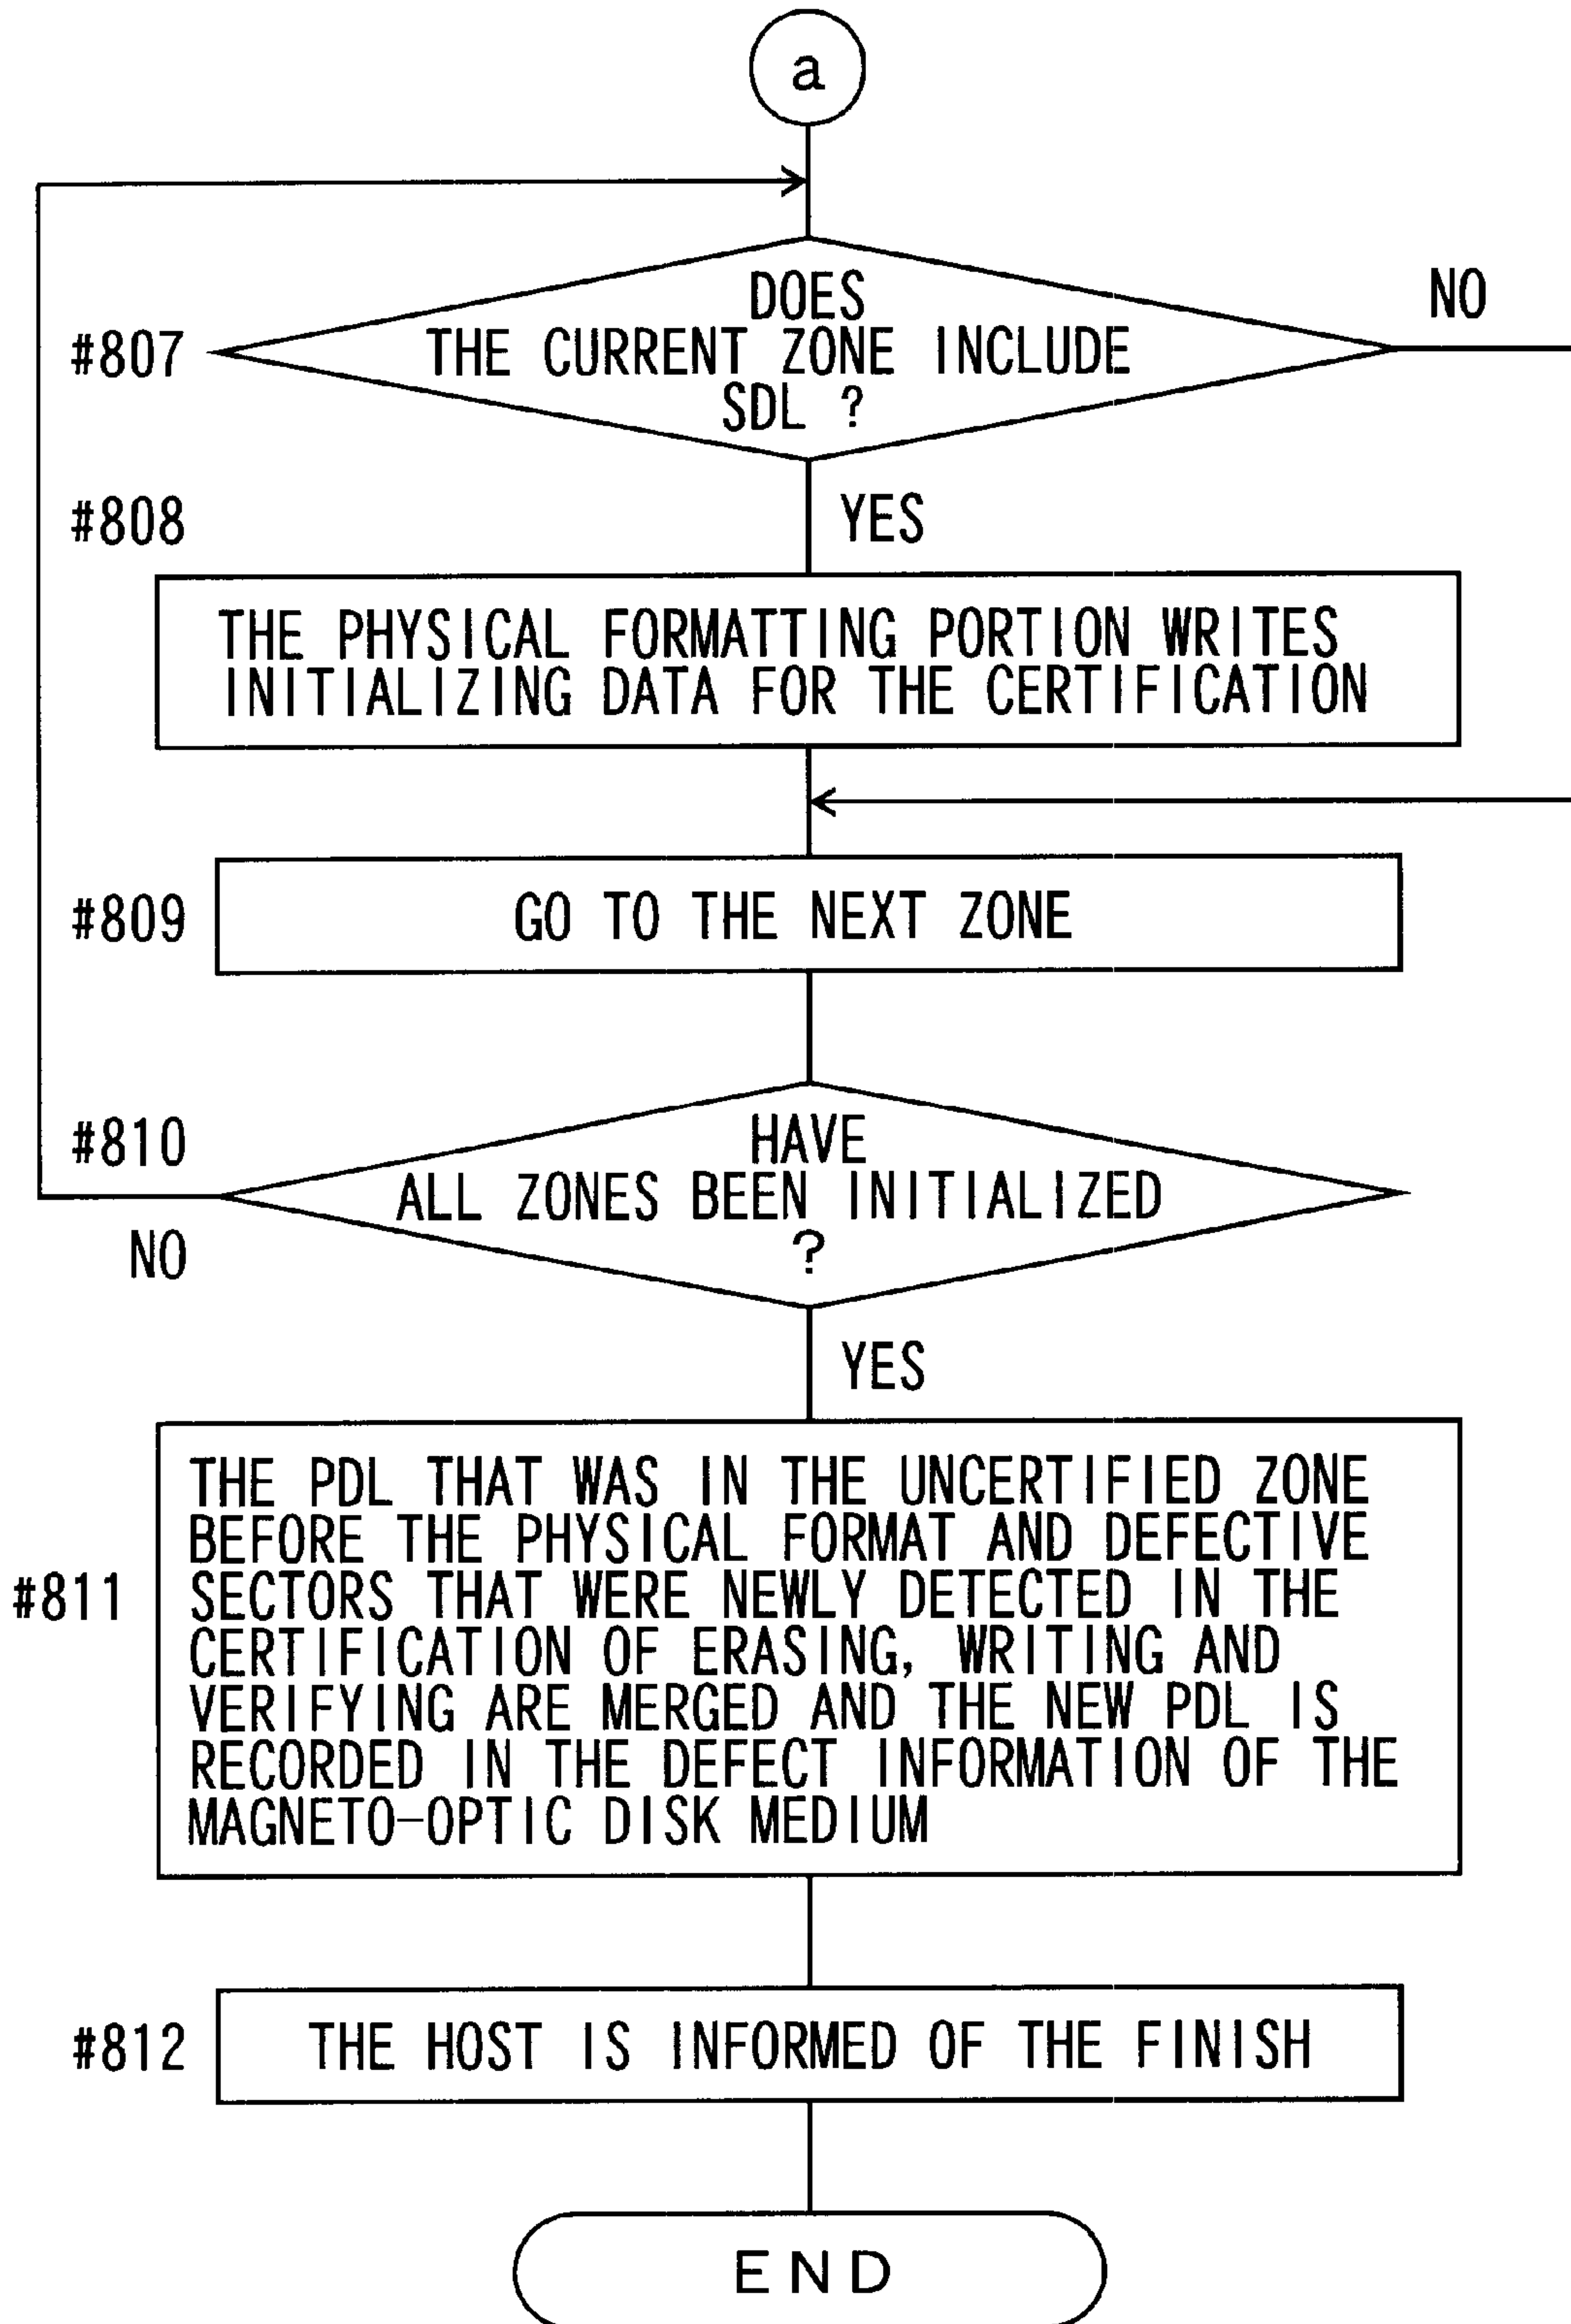 a
DOES
NO
#807
THE CURRENT ZONE INCLUDE
SDL ?
#808
YES
THE PHYSICAL FORMATTING PORTION WRITES
INITIALIZING DATA FOR THE CERTIFICATION
#809
GO TO THE NEXT ZONE
#810
HAVE
ALL ZONES BEEN INITIALIZED
?
NO
YES
#811
THE PDL THAT WAS IN THE UNCERTIFIED ZONE
BEFORE THE PHYSICAL FORMAT AND DEFECTIVE
SECTORS THAT WERE NEWLY DETECTED IN THE
CERTIFICATION OF ERASING, WRITING AND
VERIFYING ARE MERGED AND THE NEW PDL IS
RECORDED IN THE DEFECT INFORMATION OF THE
MAGNETO-OPTIC DISK MEDIUM
#812
THE HOST IS INFORMED OF THE FINISH
END